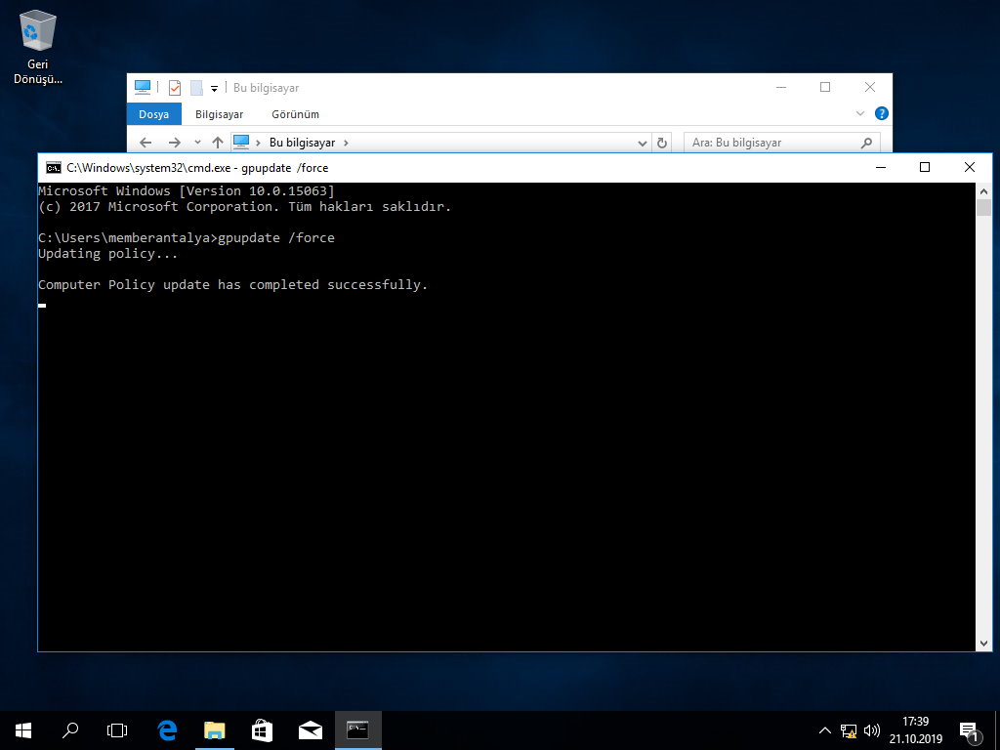 Geri
Dönüşü...
Bu bilgisayar
Dosya
Bilgisayar
Görünüm
?
Bu bilgisayar
Ara: Bu bilgisayar
C:\Windows\system32\cmd.exe - gpupdate /force
Microsoft Windows [Version 10.0.15063]
(c) 2017 Microsoft Corporation. Tüm hakları saklıdır.
C:\Users\memberantalya>gpupdate /force
Updating policy...
Computer Policy update has completed successfully.
17:39
21.10.2019
1